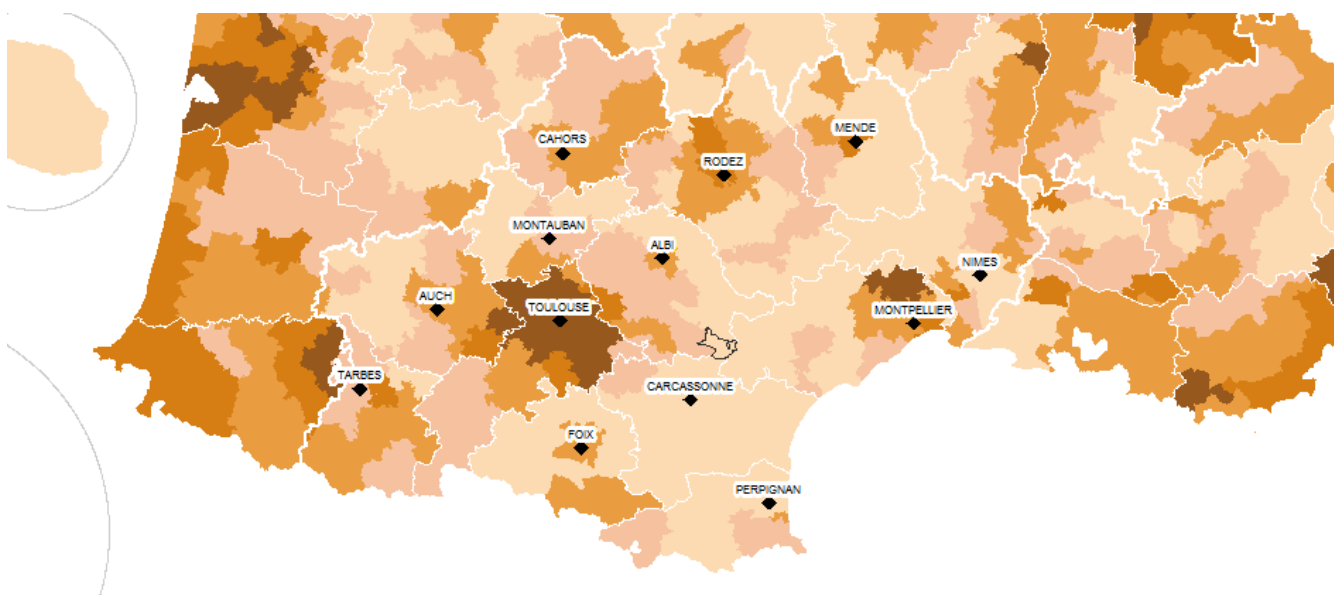 MENDE
CAHORS
RODEZ
MONTAUBAN
ALBI
NIMES
AUCH
TOULOUSE
MONTPELLIER
TARBES
CARCASSONNE
FOIX
PERPIGNAN